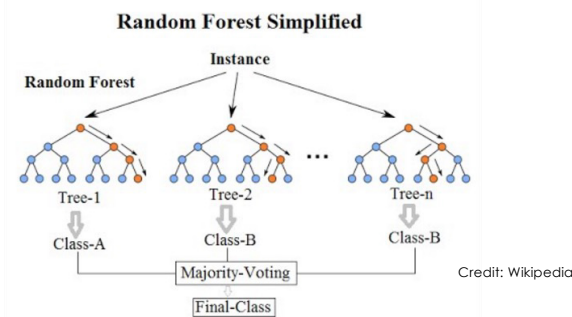 Random Forest Simplified
Instance
Random Forest
...
Tree-1
Tree-2
Tree-n
Class-A
Class-B
Class-B
Majority-Voting
Credit: Wikipedia
Final-Class